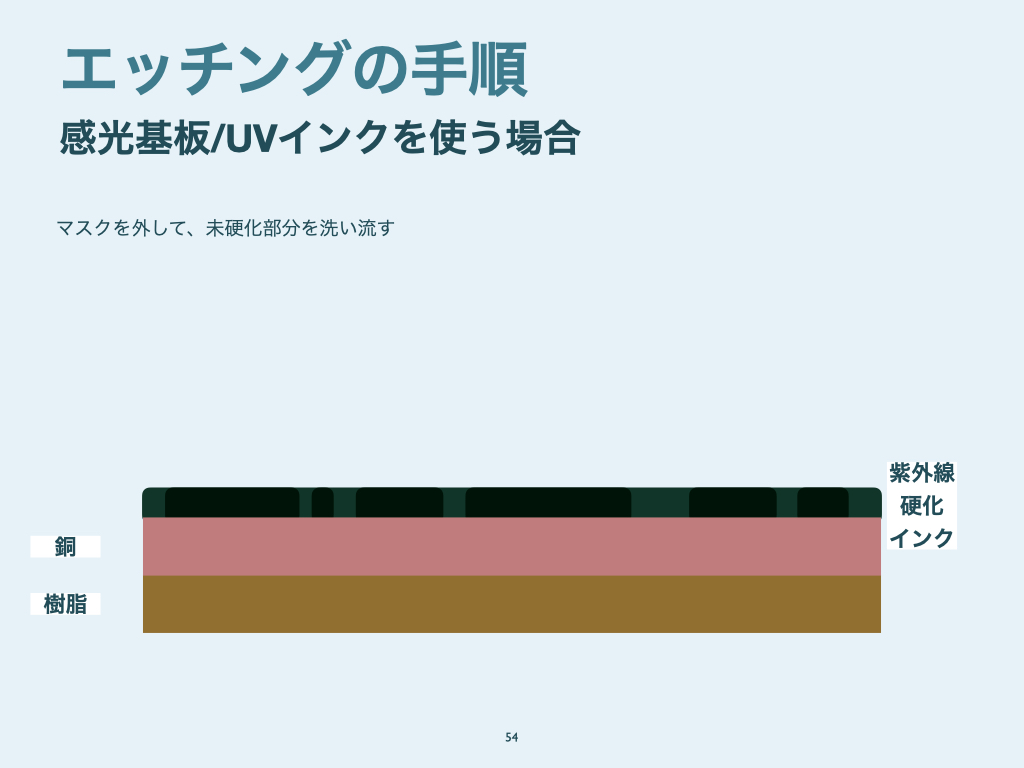 エッチングの手順
感光基板/UVインクを使う場合
マスクを外して、未硬化部分を洗い流す
紫外線
硬化
インク
銅
樹脂
54